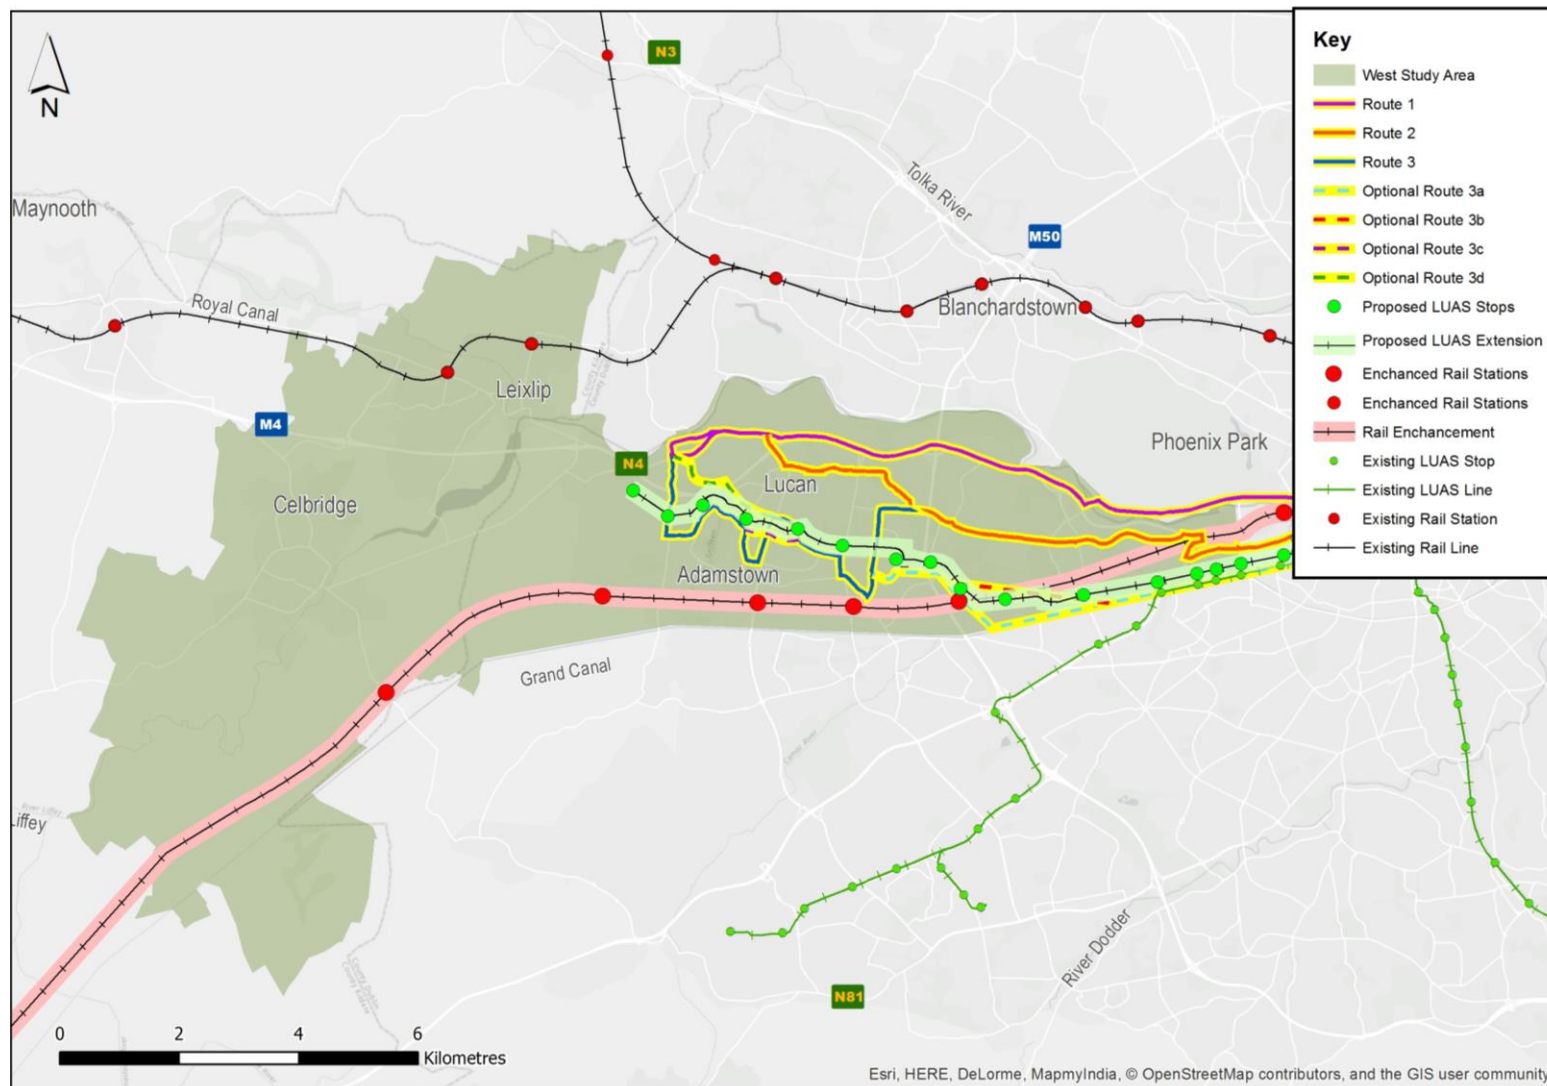 N
N3
Maynooth
Tolka River
M50
Royal Canal
Blanchardstown
Leixlip
M4
Phoenix Park
N4
Lucan
Celbridge
Adamstown
Grand Canal
River Liffey
Liffey
River Dodder
N81
0 2 4 6
Kilometres
Key
West Study Area
Route 1
Route 2
Route 3
Optional Route 3a
Optional Route 3b
Optional Route 3c
Optional Route 3d
Proposed LUAS Stops
Proposed LUAS Extension
Enchanced Rail Stations
Enchanced Rail Stations
Rail Enchancement
Existing LUAS Stop
Existing LUAS Line
Existing Rail Station
Existing Rail Line
Esri, HERE, DeLorme, MapmyIndia, © OpenStreetMap contributors, and the GIS user community